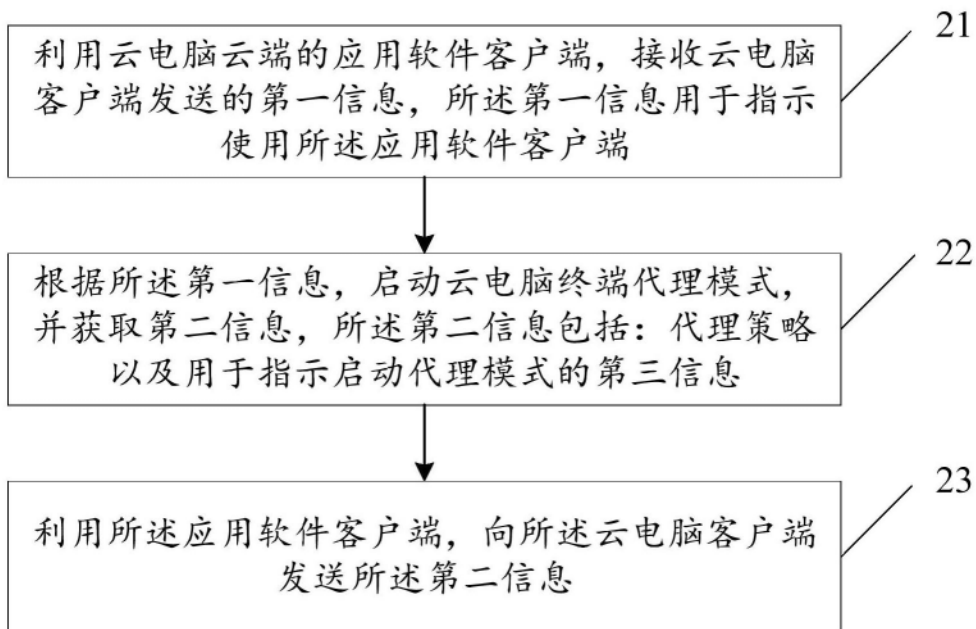 利用云电脑云端的应用软件客户端，接收云电脑
客户端发送的第一信息，所述第一信息用于指示
使用所述应用软件客户端
21
根据所述第一信息，启动云电脑终端代理模式，
并获取第二信息，所述第二信息包括：代理策略
以及用于指示启动代理模式的第三信息
22
利用所述应用软件客户端，向所述云电脑客户端
发送所述第二信息
23